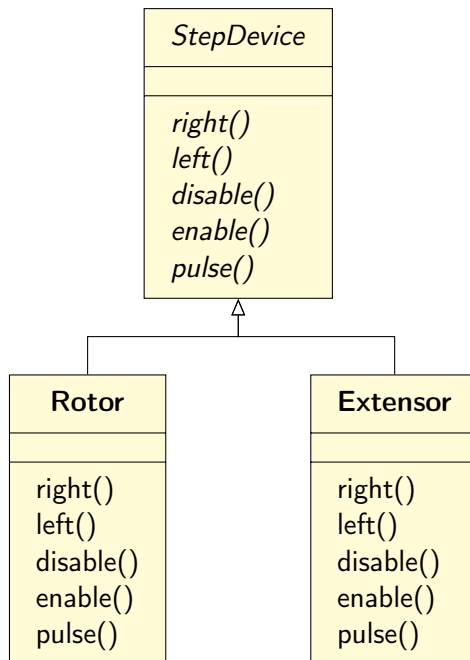 StepDevice
right()
left()
disable()
enable()
pulse()
Rotor
right()
left()
disable()
enable()
pulse()
Extensor
right()
left()
disable()
enable()
pulse()